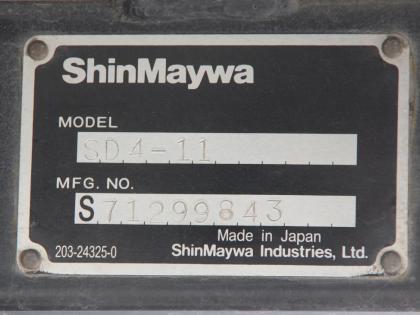 ShinMaywa
MODEL
SD4-11
MFG. NO.
S71299843
Made in Japan
203-24325-0 ShinMaywa Industries, Ltd.